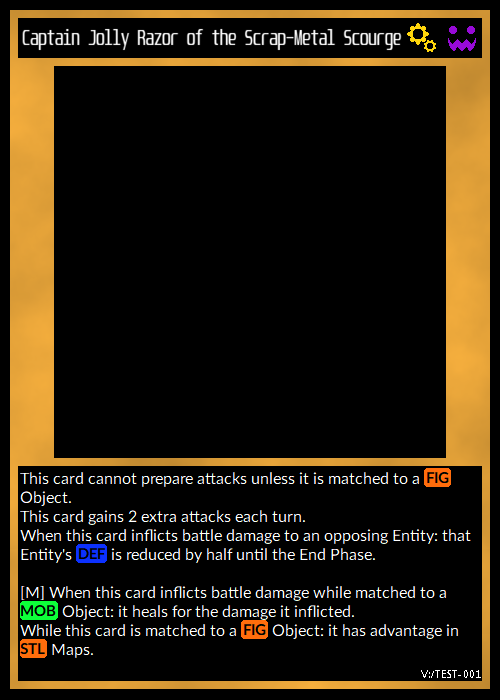 Captain Jolly Razor of the Scrap-Metal Scourge
This card cannot prepare attacks unless it is matched to a FIG
Object.
This card gains 2 extra attacks each turn.
When this card inflicts battle damage to an opposing Entity: that
Entity's DEF is reduced by half until the End Phase.
[M] When this card inflicts battle damage while matched to a
MOB Object: it heals for the damage it inflicted.
While this card is matched to a FIG Object: it has advantage in
STL Maps.
V:/TEST-001